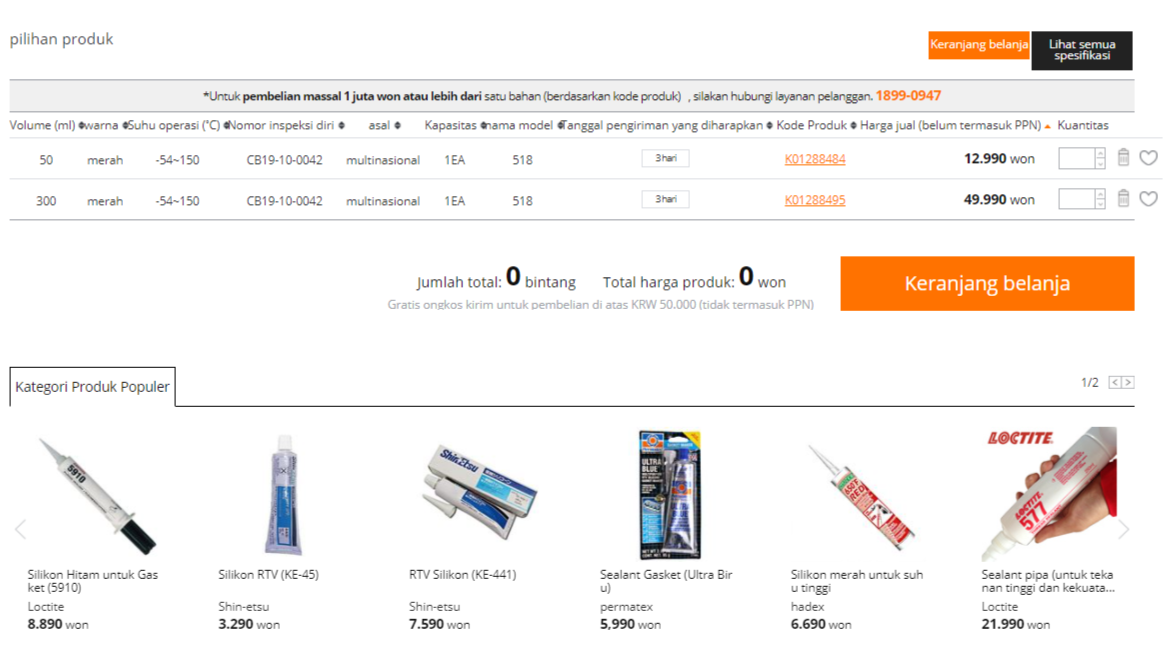 pilihan produk
Keranjang belanja
Lihat semua
spesifikasi
*Untuk pembelian massal 1 juta won atau lebih dari satu bahan (berdasarkan kode produk) , silakan hubungi layanan pelanggan. 1899-0947
Volume (ml) warna Suhu operasi (°C) Nomor inspeksi diri asal Kapasitas nama model Tanggal pengiriman yang diharapkan Kode Produk Harga jual (belum termasuk PPN) Kuantitas
50 merah -54~150 CB19-10-0042 multinasional 1EA 518 3hari K01288484 12.990 won
300 merah -54~150 CB19-10-0042 multinasional 1EA 518 3hari K01288495 49.990 won
Jumlah total: 0 bintang Total harga produk: 0 won
Keranjang belanja
Gratis ongkos kirim untuk pembelian di atas KRW 50.000 (tidak termasuk PPN)
Kategori Produk Populer
1/2 < >
5910
ShinEtsu
ULTRA
BLUE
RED
LOCTITE.
LOCTITE
577
Silikon Hitam untuk Gas
ket (5910)
Loctite
8.890 won
Silikon RTV (KE-45)
Shin-etsu
3.290 won
RTV Silikon (KE-441)
Shin-etsu
7.590 won
Sealant Gasket (Ultra Bir
u)
permatex
5,990 won
Silikon merah untuk suh
u tinggi
hadex
6.690 won
Sealant pipa (untuk teka
nan tinggi dan kekuata...
Loctite
21.990 won